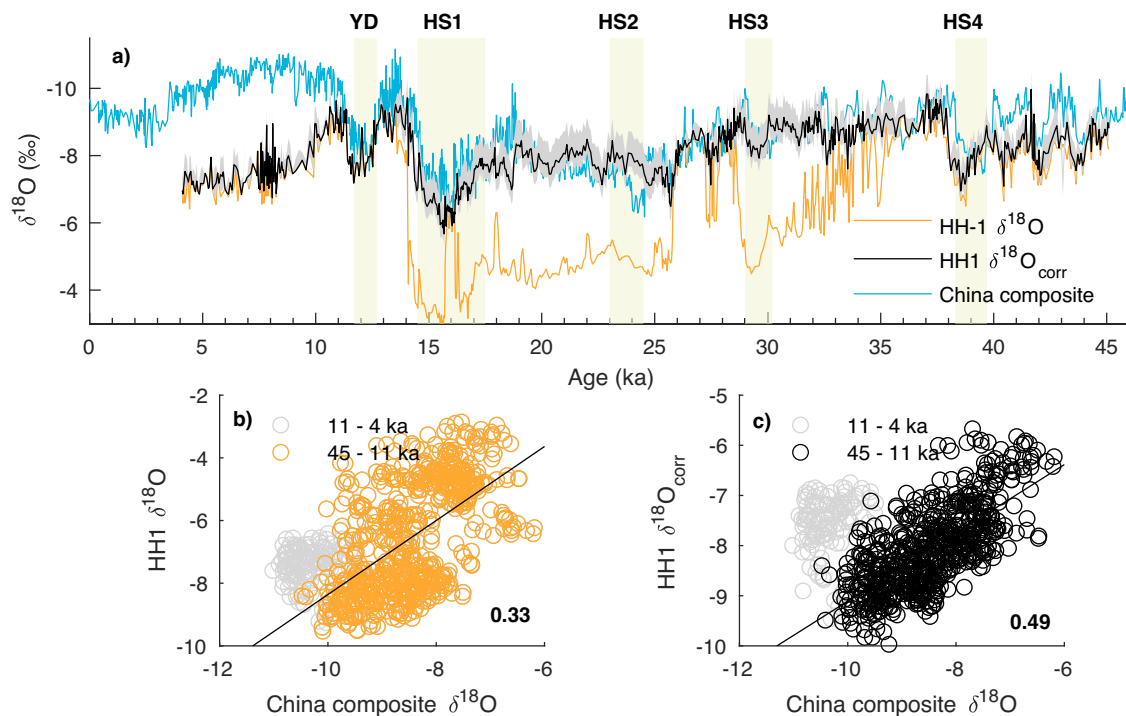 YD HS1 HS2 HS3 HS4
a)
-10
-8
-6
-4
δ18O (‰)
HH-1 δ18O
HH1 δ18Ocorr
China composite
0 5 10 15 20 25 30 35 40 45
Age (ka)
b)
-2
-4
-6
-8
-10
HH1 δ18O
11 - 4 ka
45 - 11 ka
0.33
-12 -10 -8 -6
China composite δ18O
c)
-5
-6
-7
-8
-9
-10
HH1 δ18Ocorr
11 - 4 ka
45 - 11 ka
0.49
-12 -10 -8 -6
China composite δ18O